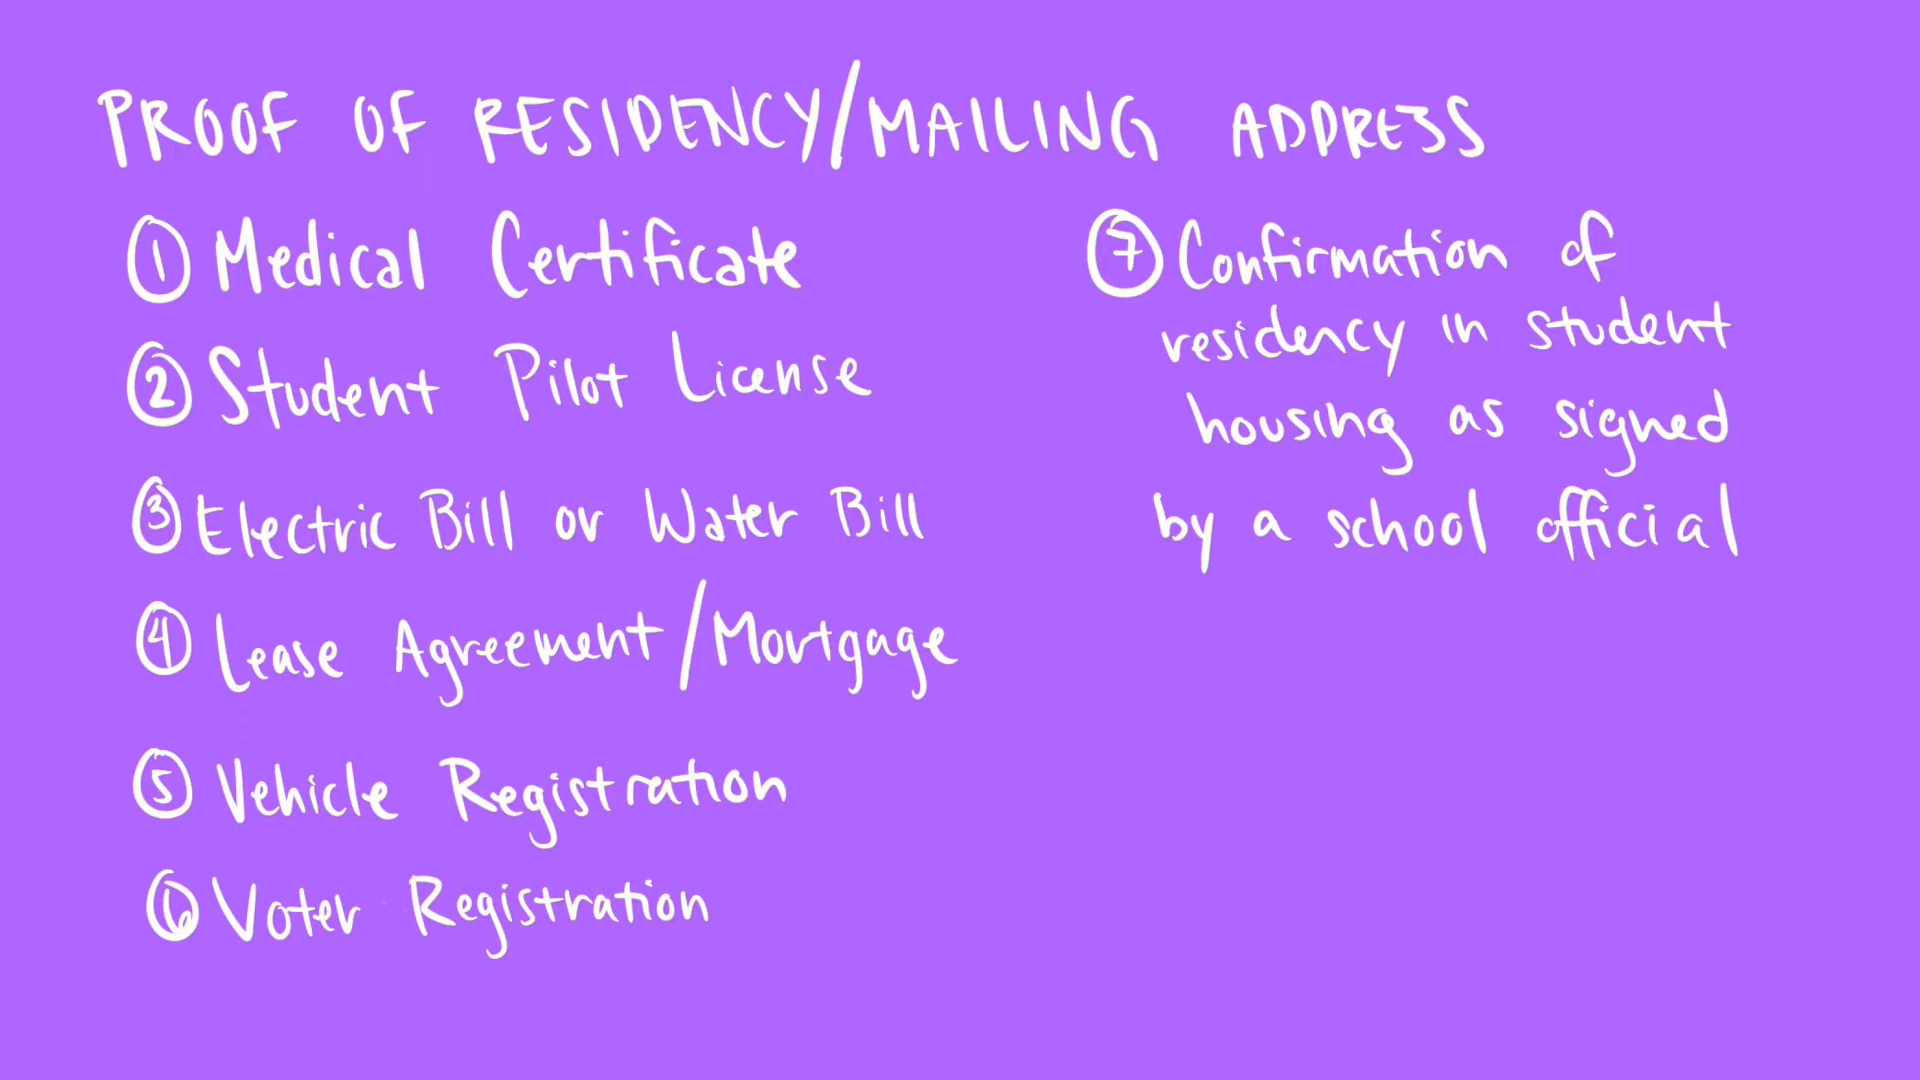 PROOF OF RESIDENCY/MAILING ADDRESS
① Medical Certificate
② Student Pilot License
③ Electric Bill or Water Bill
④ Lease Agreement/Mortgage
⑤ Vehicle Registration
⑥ Voter Registration
⑦ Confirmation of
residency in student
housing as signed
by a school official